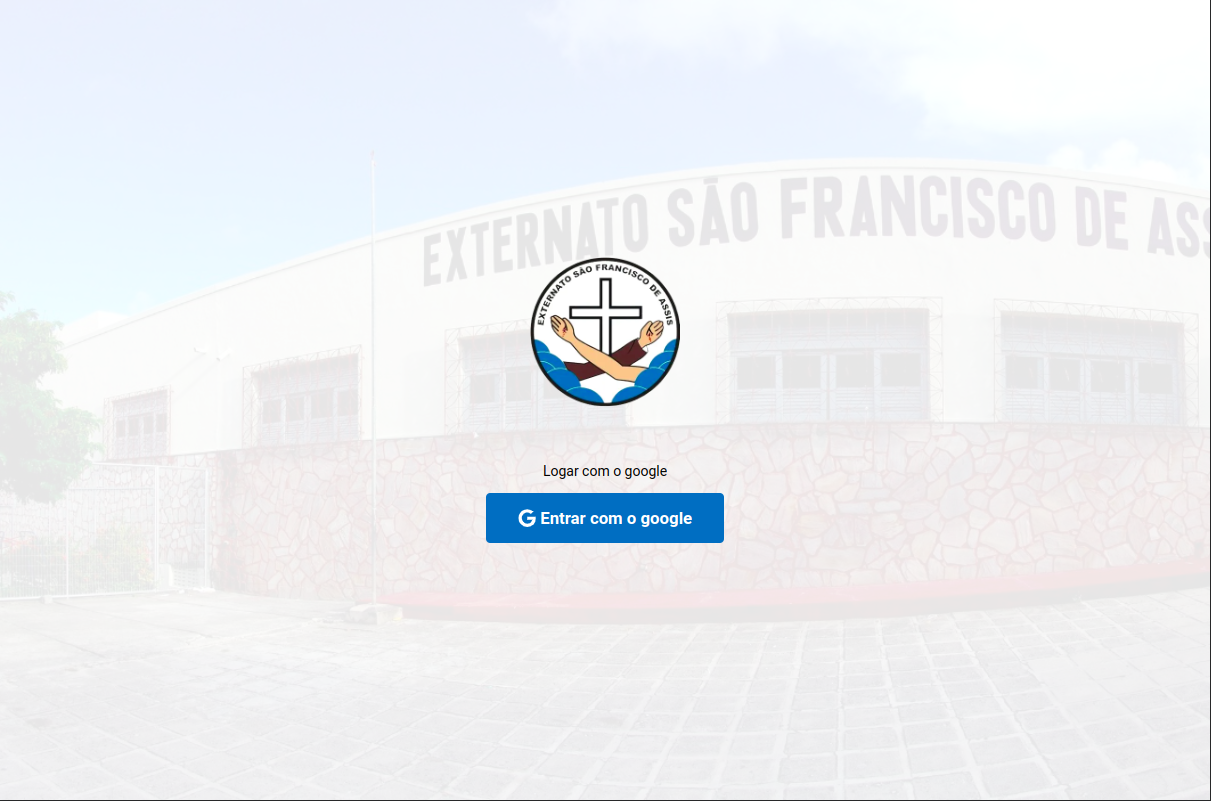 EXTERNATO SÃO FRANCISCO DE ASS
EXTERNATO SÃO FRANCISCO DE ASSIS
Logar com o google
Entrar com o google